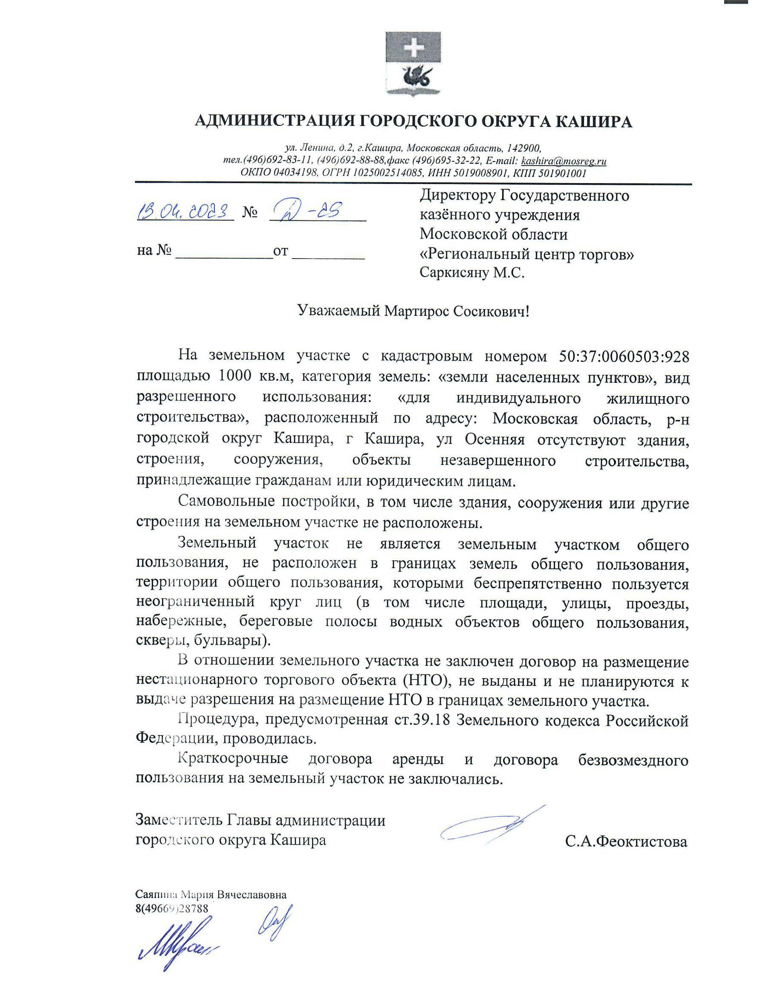 АДМИНИСТРАЦИЯ ГОРОДСКОГО ОКРУГА КАШИРА
ул. Ленина, д.2, г.Кашира, Московская область, 142900,
тел.(496)692-83-11, (496)692-88-88,факс (496)695-32-22, E-mail: kashira@mosreg.ru
ОКПО 04034198, ОГРН 1025002514085, ИНН 5019008901, КПП 501901001
19.04.2023 № Д-29
на № от
Директору Государственного
казённого учреждения
Московской области
«Региональный центр торгов»
Саркисяну М.С.
Уважаемый Мартирос Сосикович!
На земельном участке с кадастровым номером 50:37:0060503:928
площадью 1000 кв.м, категория земель: «земли населенных пунктов», вид
разрешенного использования: «для индивидуального жилищного
строительства», расположенный по адресу: Московская область, р-н
городской округ Кашира, г Кашира, ул Осенняя отсутствуют здания,
строения, сооружения, объекты незавершенного строительства,
принадлежащие гражданам или юридическим лицам.
Самовольные постройки, в том числе здания, сооружения или другие
строения на земельном участке не расположены.
Земельный участок не является земельным участком общего
пользования, не расположен в границах земель общего пользования,
территории общего пользования, которыми беспрепятственно пользуется
неограниченный круг лиц (в том числе площади, улицы, проезды,
набережные, береговые полосы водных объектов общего пользования,
скверы, бульвары).
В отношении земельного участка не заключен договор на размещение
нестационарного торгового объекта (НТО), не выданы и не планируются к
выдаче разрешения на размещение НТО в границах земельного участка.
Процедура, предусмотренная ст.39.18 Земельного кодекса Российской
Федерации, проводилась.
Краткосрочные договора аренды и договора безвозмездного
пользования на земельный участок не заключались.
Заместитель Главы администрации
городского округа Кашира
С.А.Феоктистова
Саяпина Мария Вячеславовна
8(49669)28788